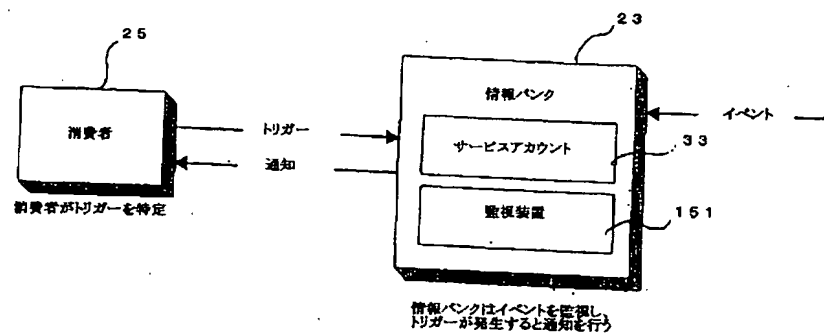 25
23
消費者
トリガー
通知
消費者がトリガーを特定
情報バンク
サービスアカウント
監視装置
イベント
33
151
情報バンクはイベントを監視し、
トリガーが発生すると通知を行う